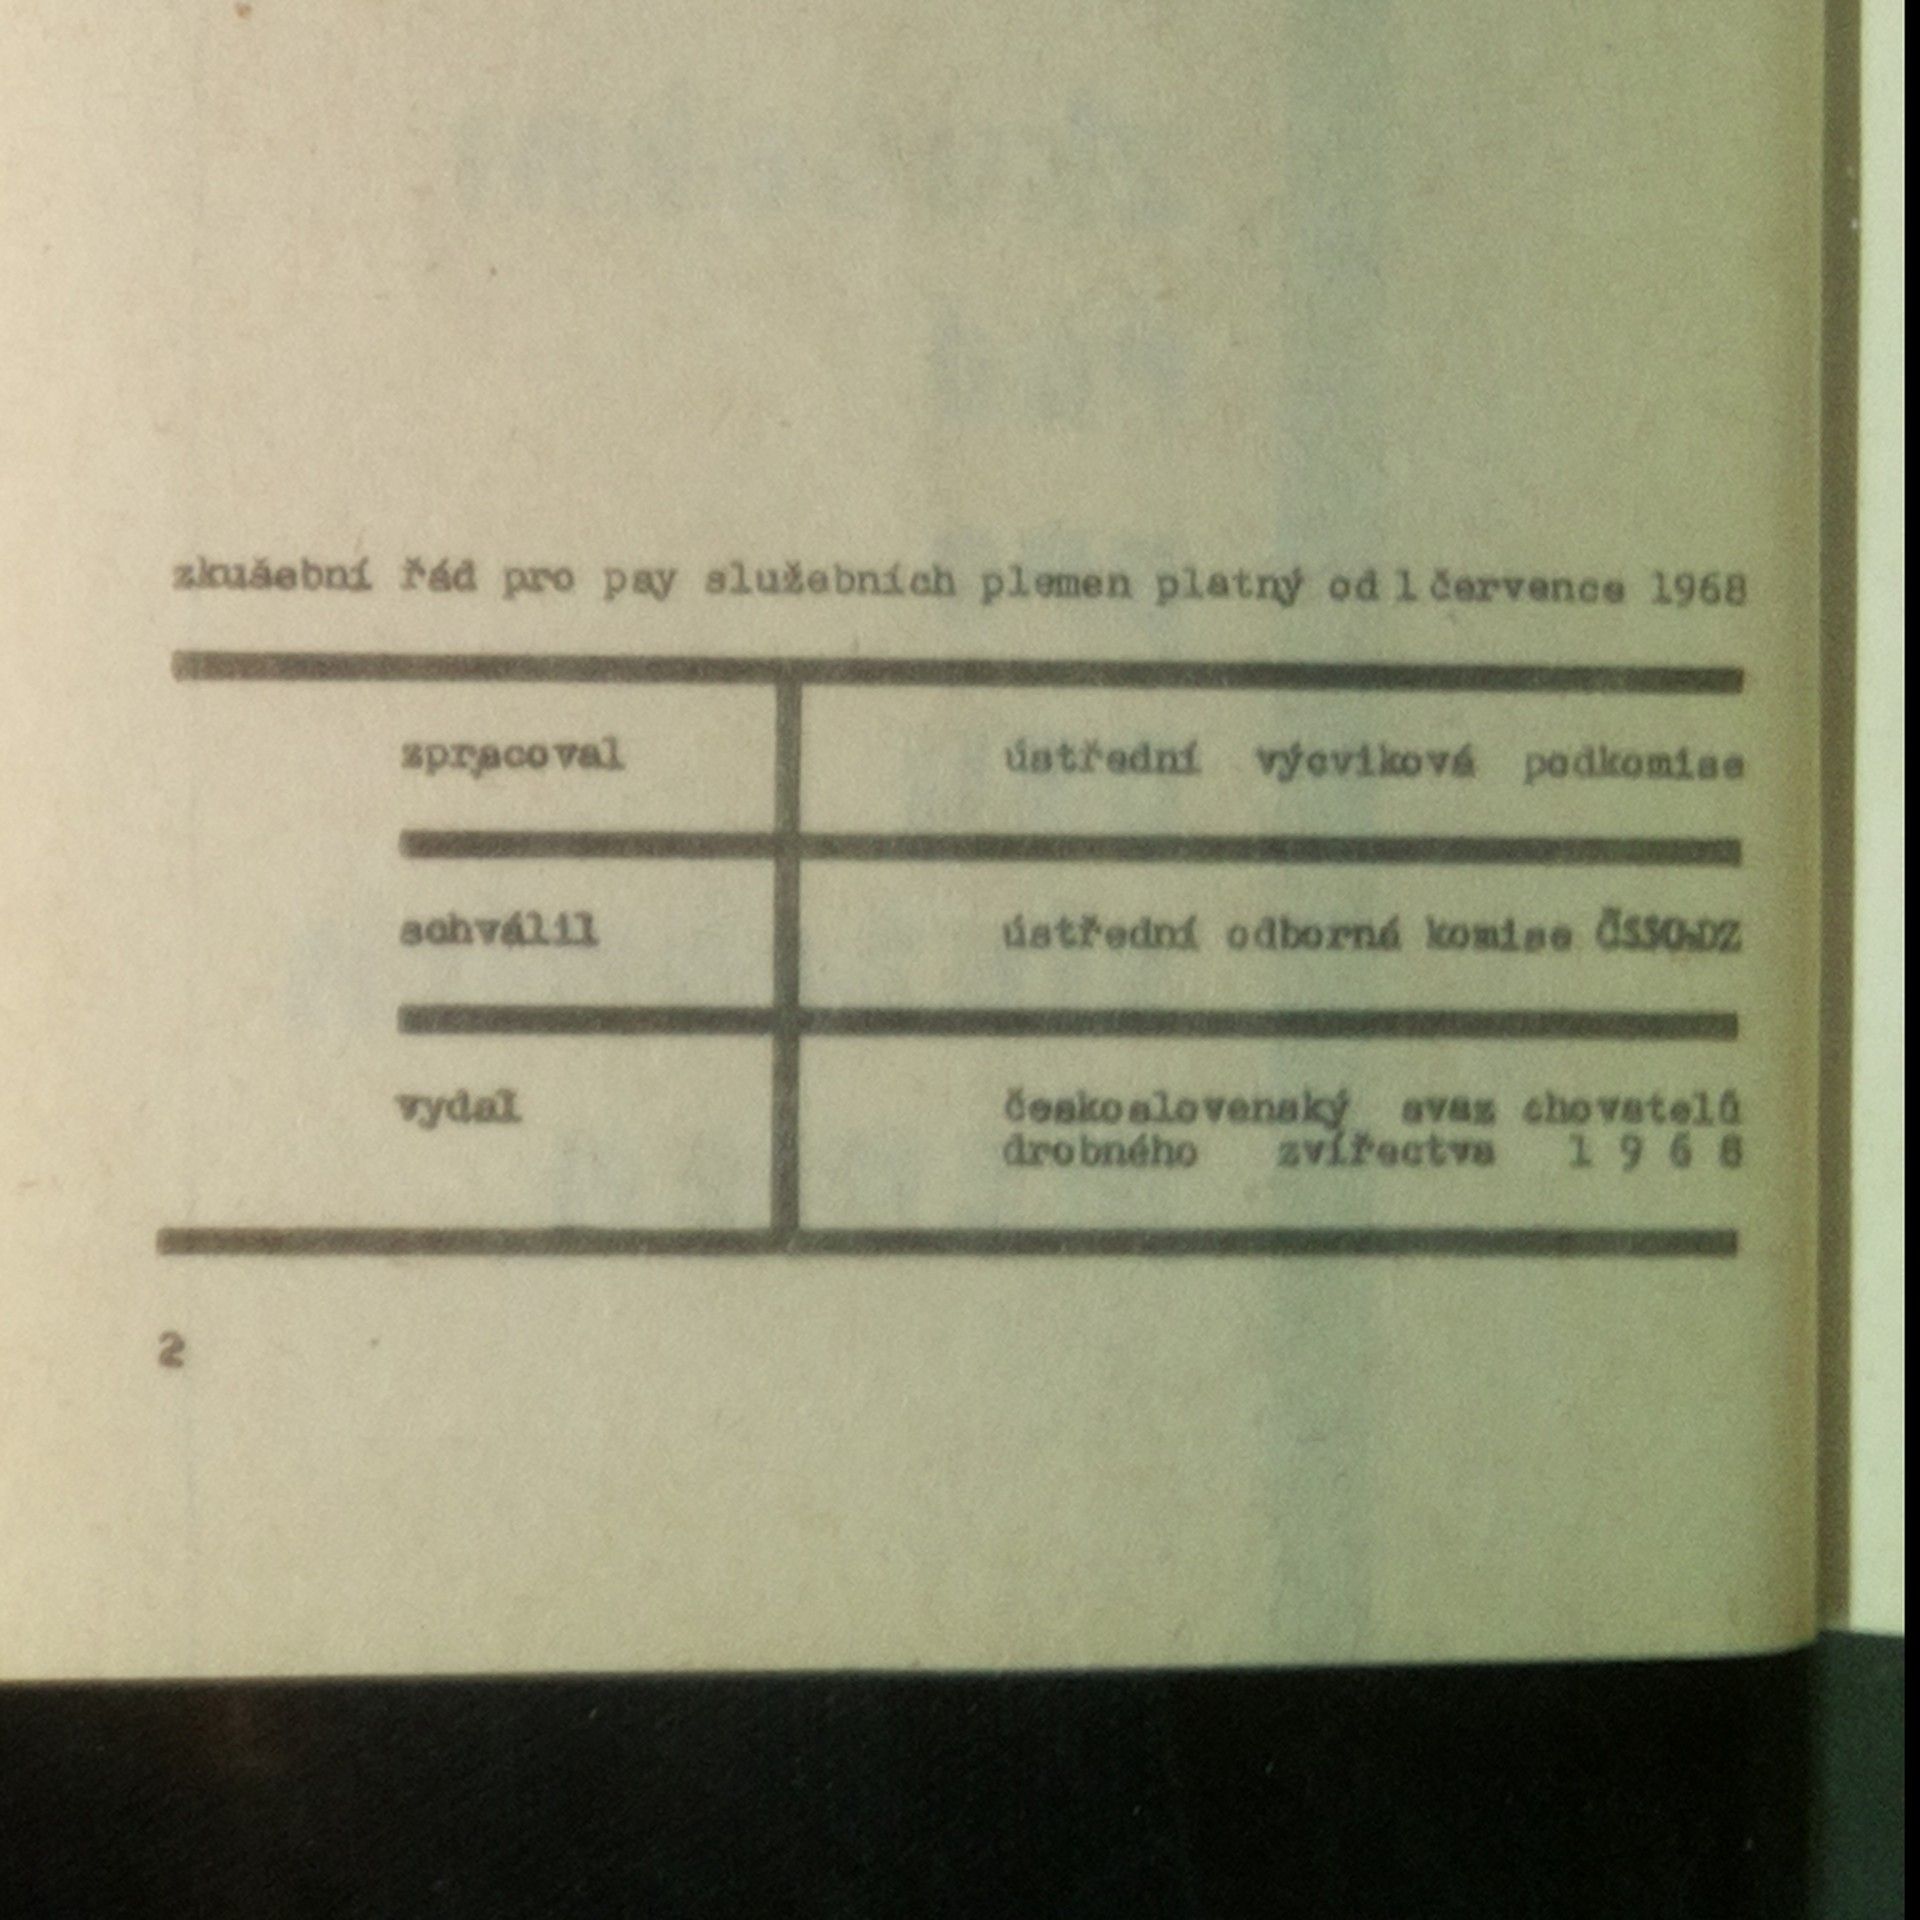 zkušební řád pro psy služebních plemen platný od 1 července 1968
zpracoval
ústřední výcviková podkomise
schválil
ústřední odborná komise ČSSCHDZ
vydal
československý svaz chovatelů
drobného zvířectva 1 9 6 8
2